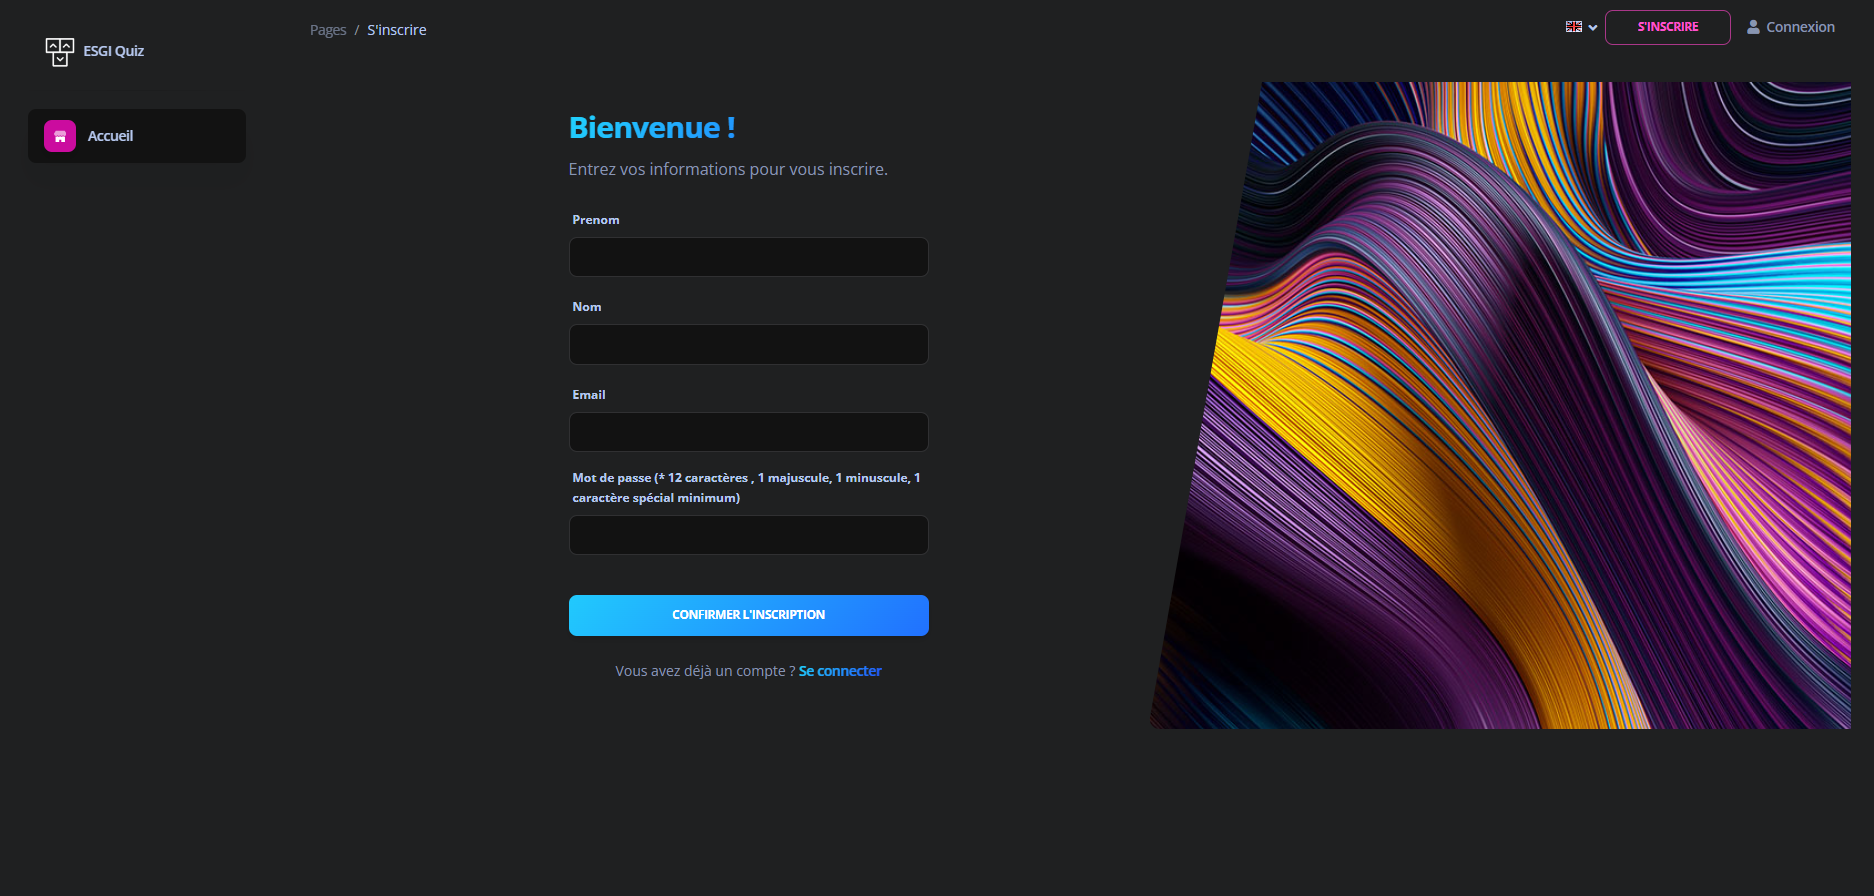 ESGI Quiz
Accueil
Pages / S'inscrire
S'INSCRIRE
Connexion
Bienvenue !
Entrez vos informations pour vous inscrire.
Prenom
Nom
Email
Mot de passe (* 12 caractères , 1 majuscule, 1 minuscule, 1
caractère spécial minimum)
CONFIRMER L'INSCRIPTION
Vous avez déjà un compte ? Se connecter